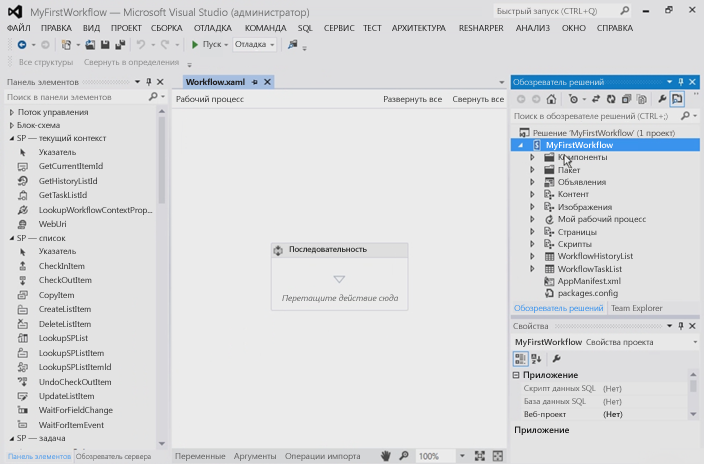 MyFirstWorkflow — Microsoft Visual Studio (администратор)
Быстрый запуск (CTRL+Q)
ФАЙЛ ПРАВКА ВИД ПРОЕКТ СБОРКА ОТЛАДКА КОМАНДА SQL СЕРВИС ТЕСТ АРХИТЕКТУРА RESHARPER АНАЛИЗ ОКНО СПРАВКА
Пуск Отладка
Все структуры Свернуть в определения
Панель элементов
Поиск в панели элементов
Поток управления
Блок-схема
SP — текущий контекст
Указатель
GetCurrentItemId
GetHistoryListId
GetTaskListId
LookupWorkflowContextProp...
WebUri
SP — список
Указатель
CheckInItem
CheckOutItem
CopyItem
CreateListItem
DeleteListItem
LookupSPList
LookupSPListItem
LookupSPListItemId
UndoCheckOutItem
UpdateListItem
WaitForFieldChange
WaitForItemEvent
SP — задача
Панель элементов Обозреватель сервера
Workflow.xaml
Рабочий процесс Развернуть все Свернуть все
Последовательность
Перетащите действие сюда
Переменные Аргументы Операции импорта 100%
Обозреватель решений
Поиск в обозревателе решений (CTRL+;)
Решение 'MyFirstWorkflow' (1 проект)
MyFirstWorkflow
Компоненты
Пакет
Объявления
Контент
Изображения
Мой рабочий процесс
Страницы
Скрипты
WorkflowHistoryList
WorkflowTaskList
AppManifest.xml
packages.config
Обозреватель решений Team Explorer
Свойства
MyFirstWorkflow Свойства проекта
Приложение
Скрипт данных SQL (Нет)
База данных SQL (Нет)
Веб-проект (Нет)
Приложение